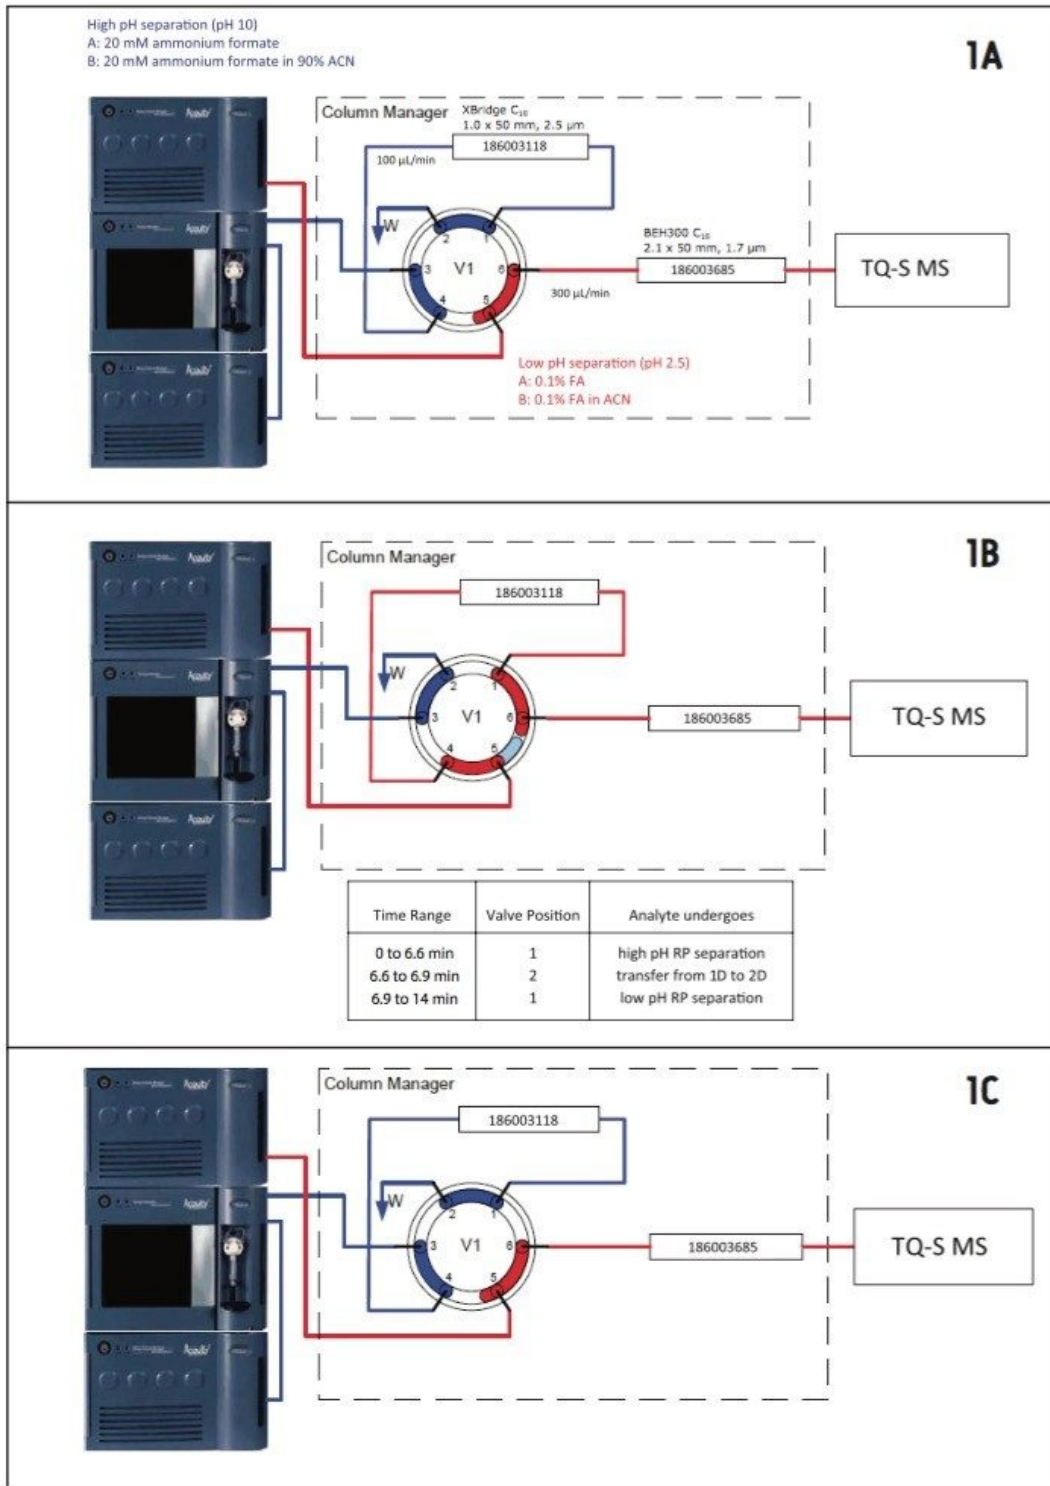 High pH separation (pH 10)
A: 20 mM ammonium formate
B: 20 mM ammonium formate in 90% ACN
1A
Column Manager
XBridge C₁₈
1.0 x 50 mm, 2.5 µm
186003118
100 µL/min
W
2
1
3
V1
6
4
5
BEH300 C₁₈
2.1 x 50 mm, 1.7 µm
186003685
300 µL/min
TQ-S MS
Low pH separation (pH 2.5)
A: 0.1% FA
B: 0.1% FA in ACN
1B
Column Manager
186003118
W
2
1
3
V1
6
4
5
186003685
TQ-S MS
Time Range Valve Position Analyte undergoes
0 to 6.6 min 1 high pH RP separation
6.6 to 6.9 min 2 transfer from 1D to 2D
6.9 to 14 min 1 low pH RP separation
1C
Column Manager
186003118
W
2
1
3
V1
6
4
5
186003685
TQ-S MS